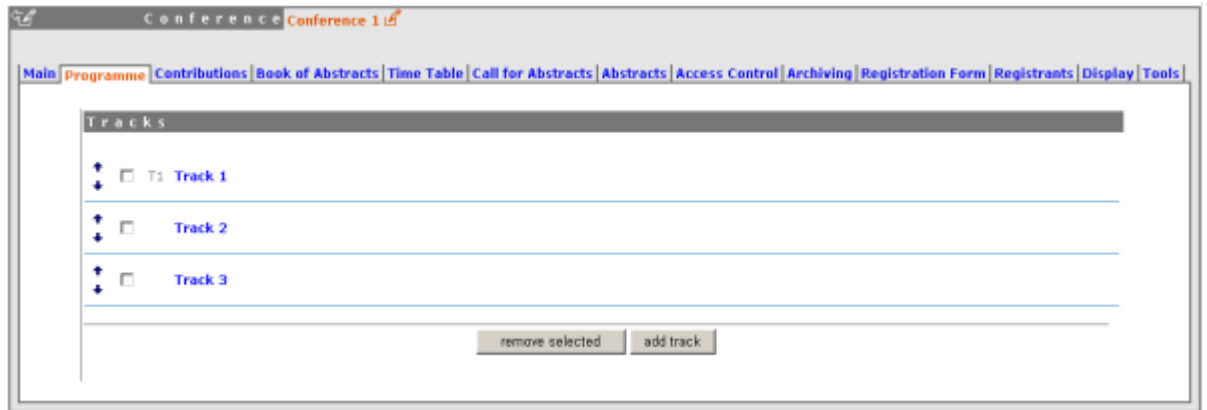 Conference Conference 1
Main Programme Contributions Book of Abstracts Time Table Call for Abstracts Abstracts Access Control Archiving Registration Form Registrants Display Tools
Tracks
T1 Track 1
Track 2
Track 3
remove selected add track